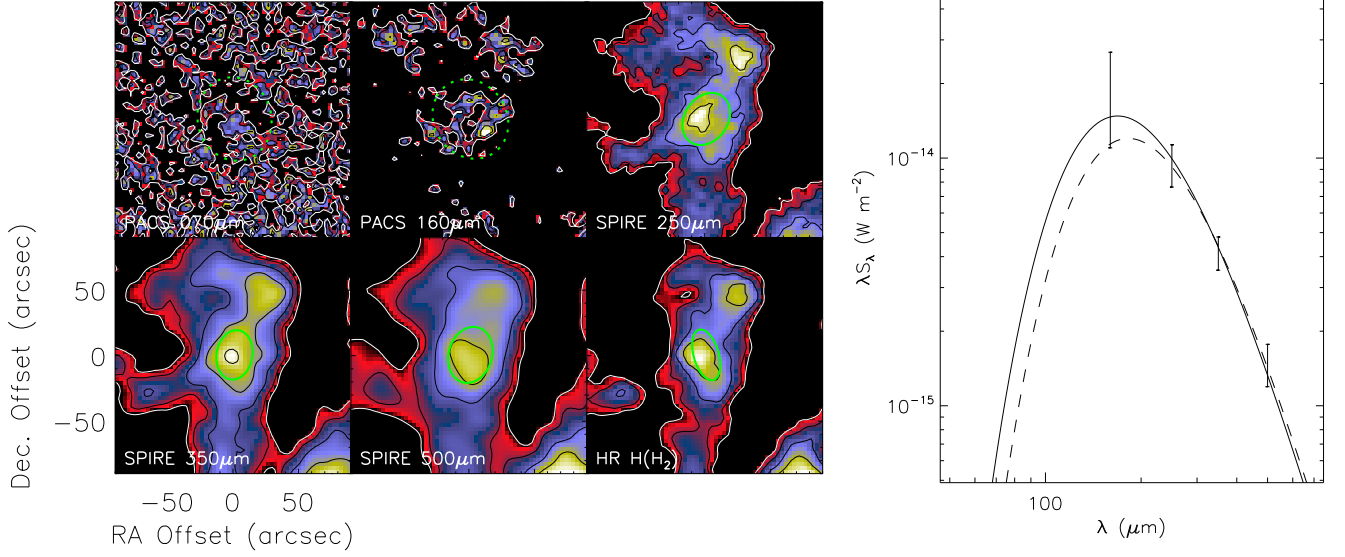 PACS 070μm
PACS 160μm
SPIRE 250μm
SPIRE 350μm
SPIRE 500μm
HR H(H₂)
Dec. Offset (arcsec)
50
0
−50
−50 0 50
RA Offset (arcsec)
λS_λ (W m⁻²)
10⁻¹⁴
10⁻¹⁵
100
λ (μm)